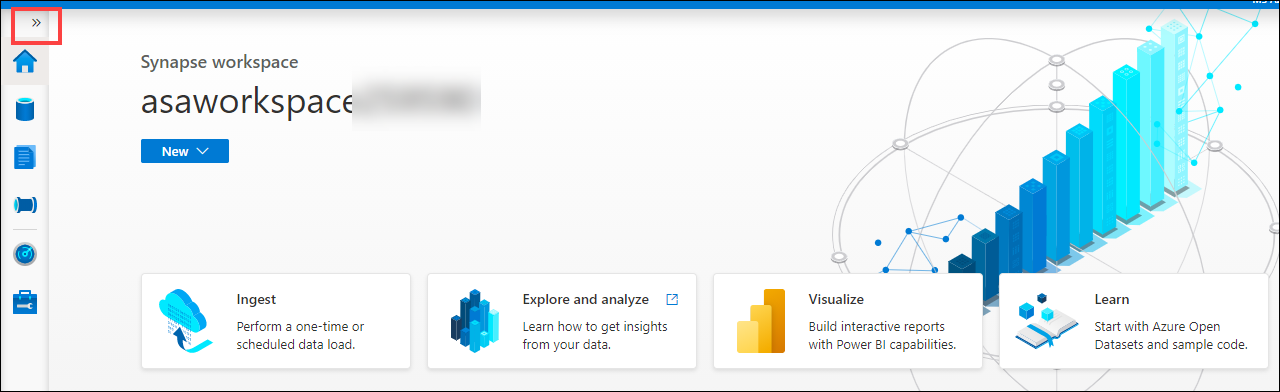 »
Synapse workspace
asaworkspace
New
Ingest
Perform a one-time or
scheduled data load.
Explore and analyze
Learn how to get insights
from your data.
Visualize
Build interactive reports
with Power BI capabilities.
Learn
Start with Azure Open
Datasets and sample code.